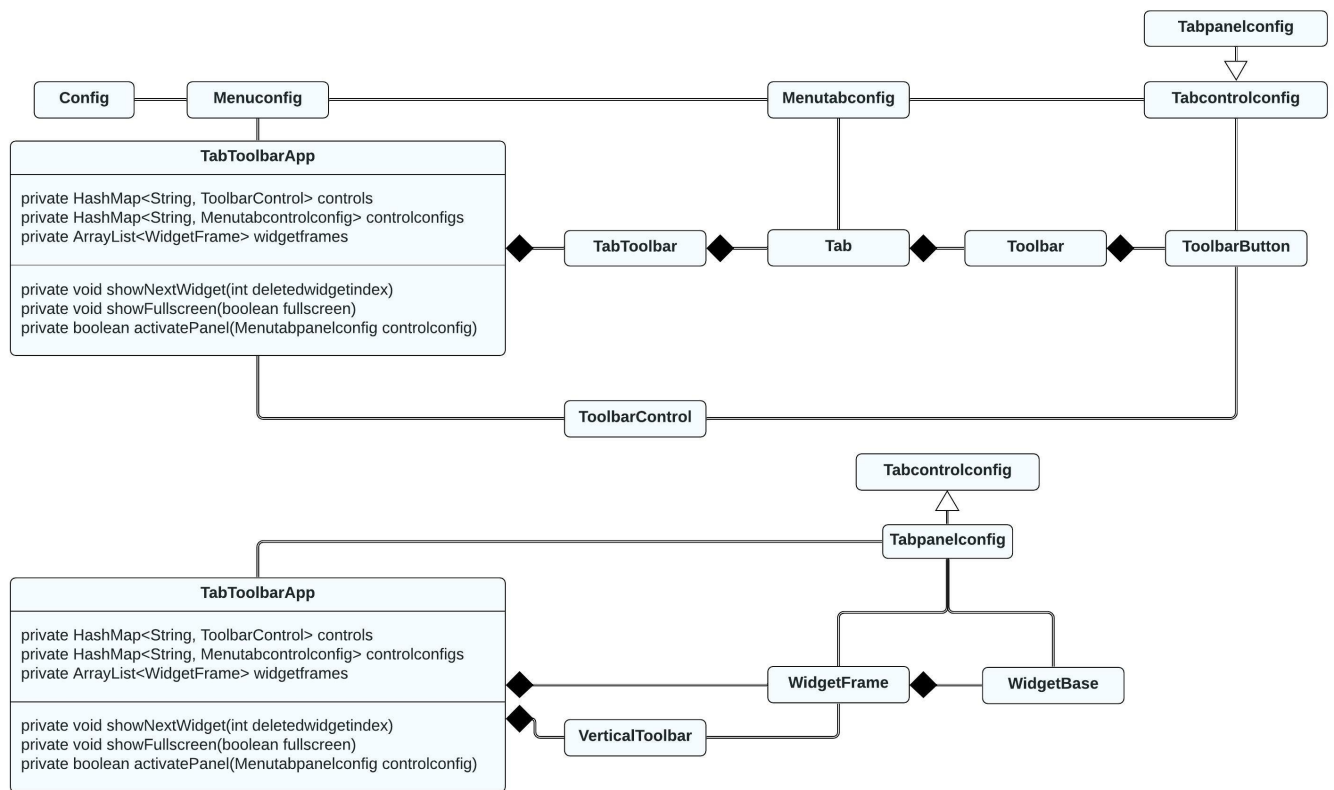 Tabpanelconfig
Config
Menuconfig
Menutabconfig
Tabcontrolconfig
TabToolbarApp
private HashMap<String, ToolbarControl> controls
private HashMap<String, Menutabcontrolconfig> controlconfigs
private ArrayList<WidgetFrame> widgetframes
TabToolbar
Tab
Toolbar
ToolbarButton
private void showNextWidget(int deletedwidgetindex)
private void showFullscreen(boolean fullscreen)
private boolean activatePanel(Menutabpanelconfig controlconfig)
ToolbarControl
Tabcontrolconfig
Tabpanelconfig
TabToolbarApp
private HashMap<String, ToolbarControl> controls
private HashMap<String, Menutabcontrolconfig> controlconfigs
private ArrayList<WidgetFrame> widgetframes
WidgetFrame
WidgetBase
private void showNextWidget(int deletedwidgetindex)
private void showFullscreen(boolean fullscreen)
private boolean activatePanel(Menutabpanelconfig controlconfig)
VerticalToolbar